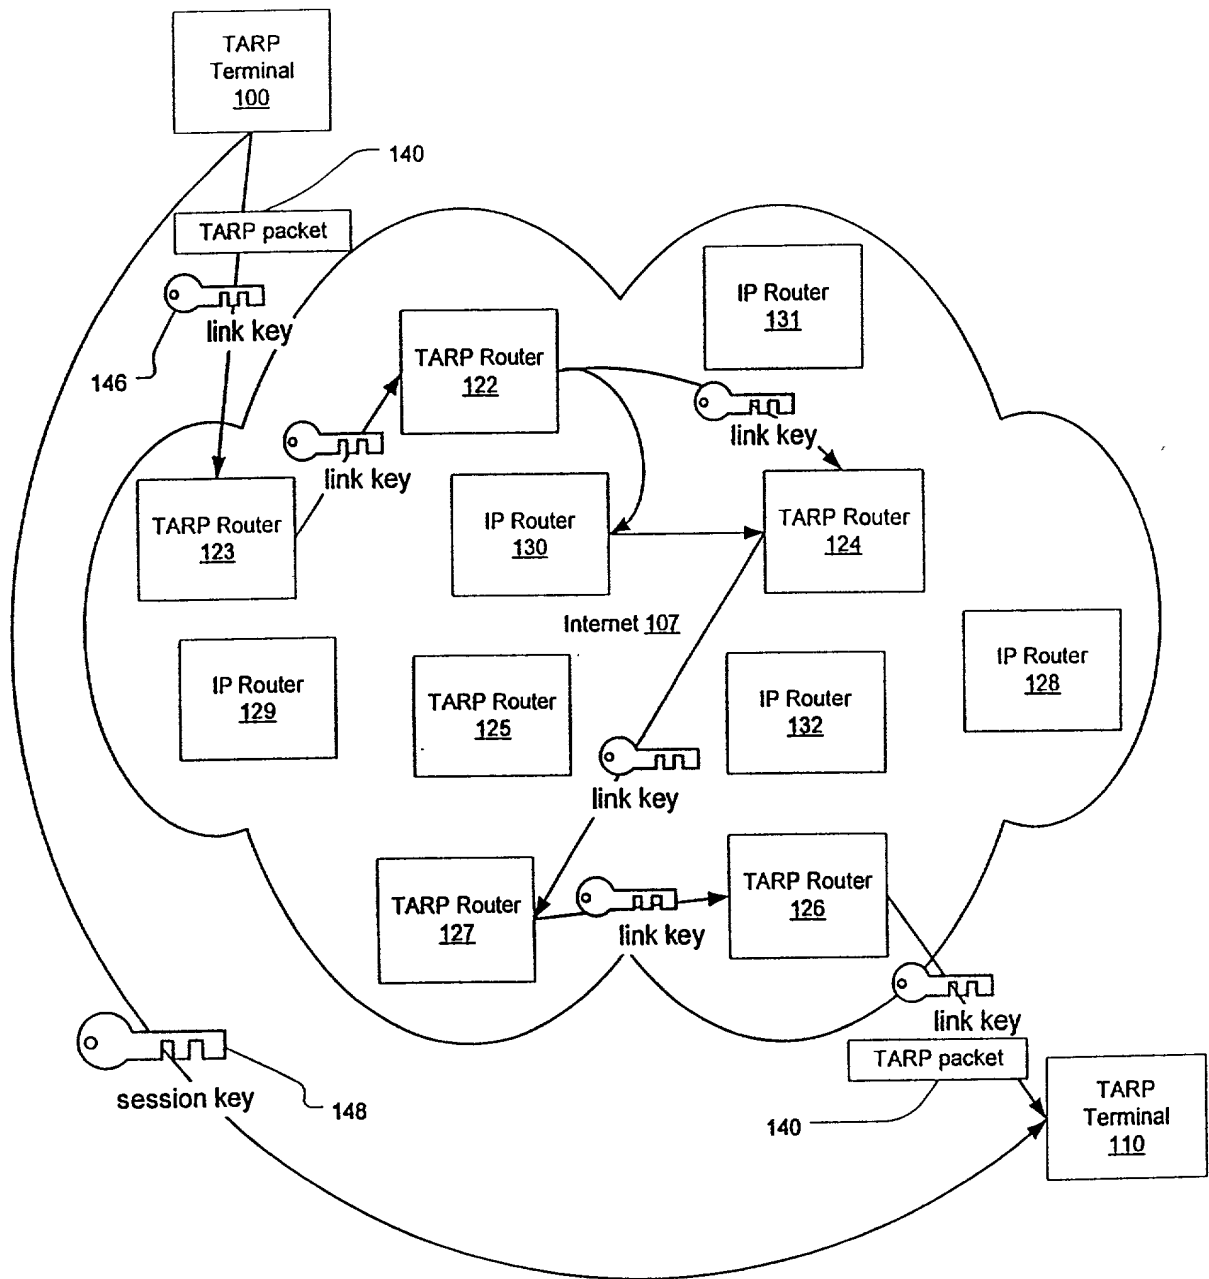 TARP
Terminal
100
140
TARP packet
link key
146
IP Router
131
TARP Router
122
link key
link key
TARP Router
123
IP Router
130
TARP Router
124
Internet 107
IP Router
129
TARP Router
125
IP Router
132
IP Router
128
link key
TARP Router
127
link key
TARP Router
126
link key
TARP packet
140
TARP
Terminal
110
session key
148